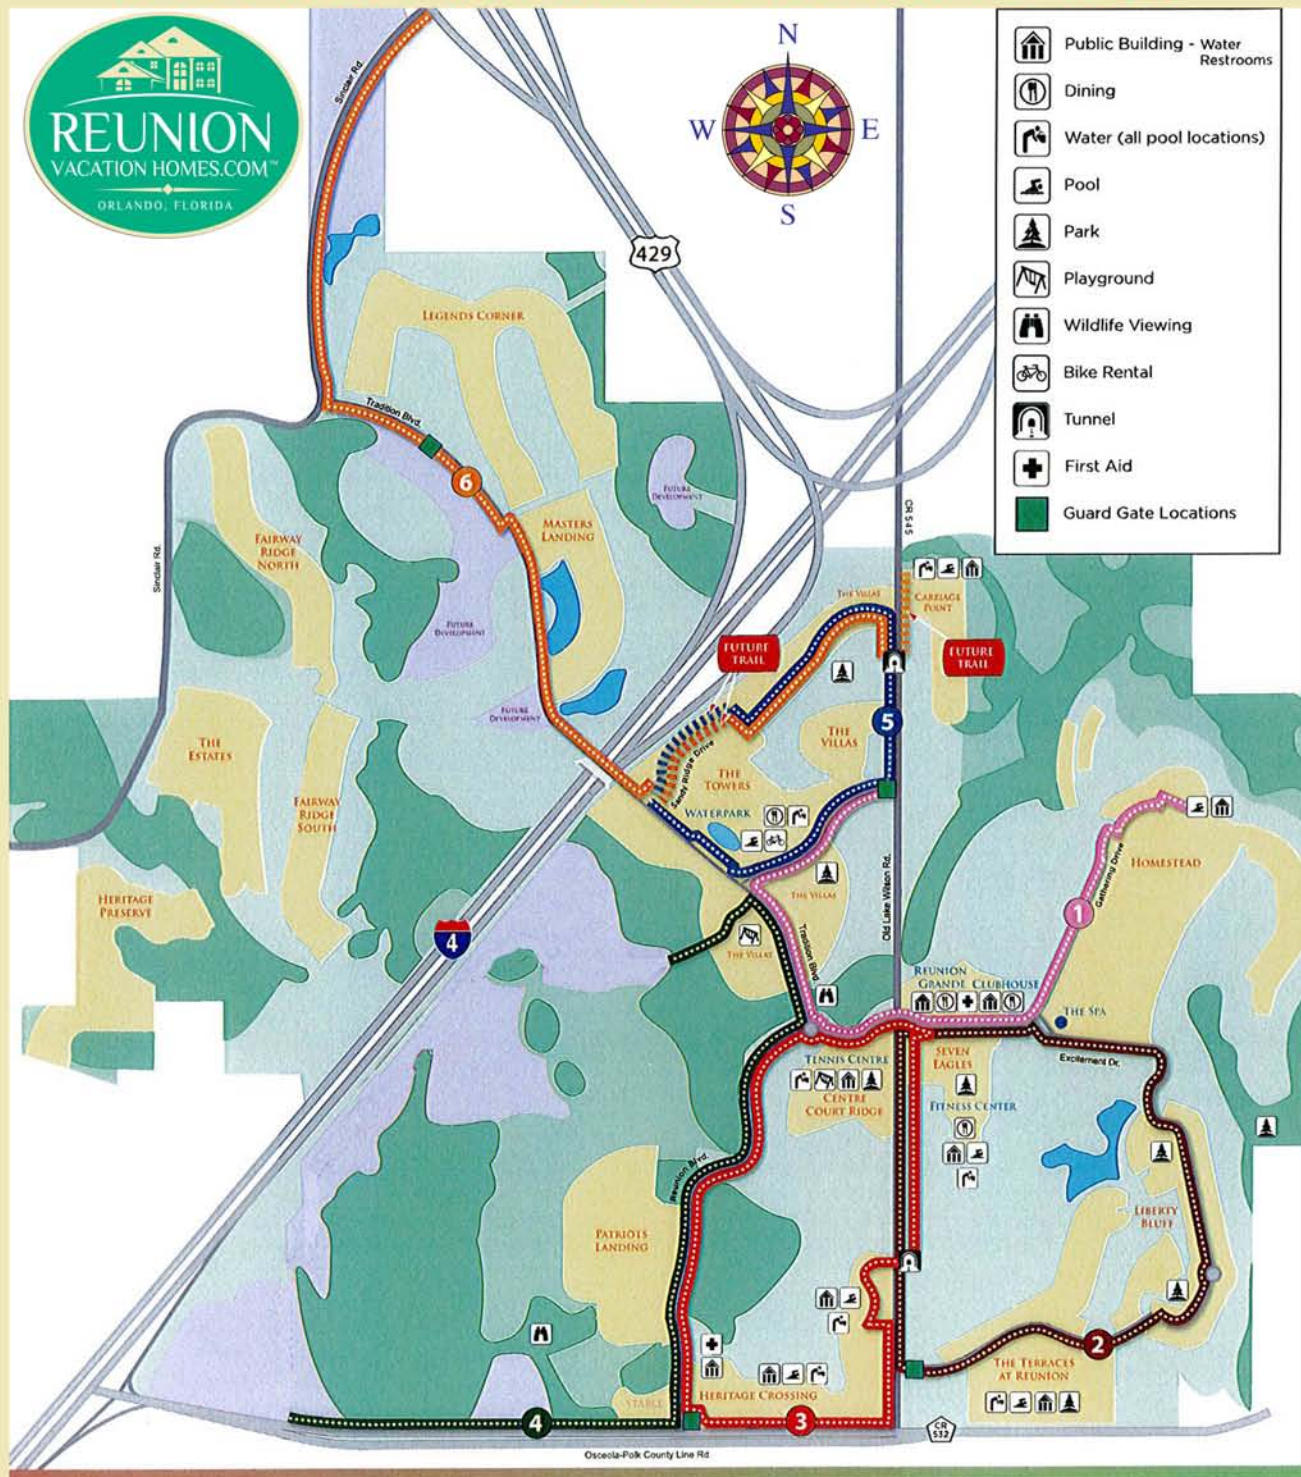 REUNION
VACATION HOMES.COM™
ORLANDO, FLORIDA
N
W
E
S
Public Building - Water
Restrooms
Dining
Water (all pool locations)
Pool
Park
Playground
Wildlife Viewing
Bike Rental
Tunnel
First Aid
Guard Gate Locations
Sinclair Rd.
429
LEGENDS CORNER
Tradition Blvd.
6
FUTURE
DEVELOPMENT
CR 545
MASTERS
LANDING
FAIRWAY
RIDGE
NORTH
Sinclair Rd.
FUTURE
DEVELOPMENT
THE VILLAS
CARRIAGE
POINT
FUTURE
TRAIL
FUTURE
TRAIL
FUTURE
DEVELOPMENT
5
THE
ESTATES
THE
VILLAS
Sandy Ridge Drive
THE
TOWERS
FAIRWAY
RIDGE
SOUTH
WATERPARK
HOMESTEAD
Gathering Drive
HERITAGE
PRESERVE
THE VILLAS
Old Lake Wilson Rd.
1
4
THE VILLAS
Tradition Blvd.
REUNION
GRANDE
CLUBHOUSE
THE SPA
TENNIS CENTRE
SEVEN
EAGLES
Excitement Dr.
CENTRE
COURT RIDGE
FITNESS CENTER
Reunion Blvd.
LIBERTY
BLUFF
PATRIOTS
LANDING
2
THE TERRACES
AT REUNION
HERITAGE CROSSING
STABLE
4
3
CR
532
Osceola-Polk County Line Rd.